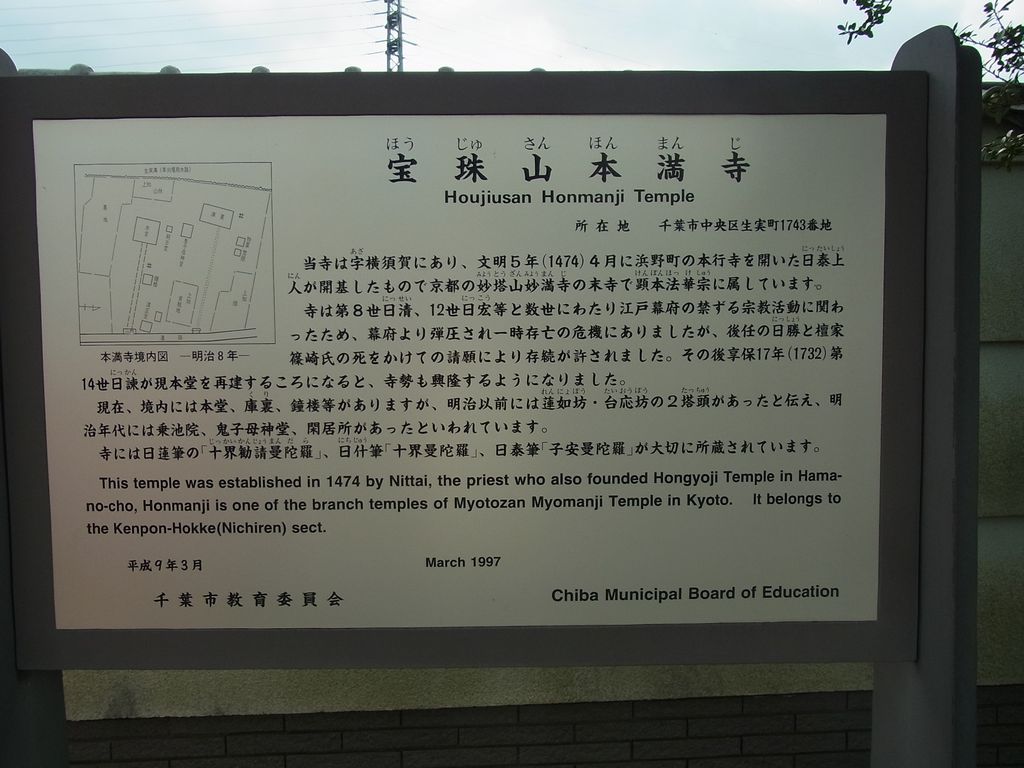 ほう じゅ さん ほん まん じ
宝珠山本満寺
Houjiusan Honmanji Temple
所在地 千葉市中央区生実町1743番地
当寺は字横須賀にあり、文明5年(1474)4月に浜野町の本行寺を開いた日泰上
人が開基したもので京都の妙塔山妙満寺の末寺で顕本法華宗に属しています。
寺は第8世日清、12世日宏等と数世にわたり江戸幕府の禁ずる宗教活動に関わ
ったため、幕府より弾圧され一時存亡の危機にありましたが、後任の日勝と檀家
篠崎氏の死をかけての請願により存続が許されました。その後享保17年(1732)第
14世日諌が現本堂を再建するころになると、寺勢も興隆するようになりました。
現在、境内には本堂、庫裏、鐘楼等がありますが、明治以前には蓮如坊・台応坊の2塔頭があったと伝え、明
治年代には乗池院、鬼子母神堂、閑居所があったといわれています。
寺には日蓮筆の「十界勧請曼陀羅」、日什筆「十界曼陀羅」、日泰筆「子安曼陀羅」が大切に所蔵されています。
本満寺境内図 ―明治8年―
This temple was established in 1474 by Nittai, the priest who also founded Hongyoji Temple in Hama-
no-cho, Honmanji is one of the branch temples of Myotozan Myomanji Temple in Kyoto. It belongs to
the Kenpon-Hokke(Nichiren) sect.
平成9年3月 March 1997
千葉市教育委員会 Chiba Municipal Board of Education